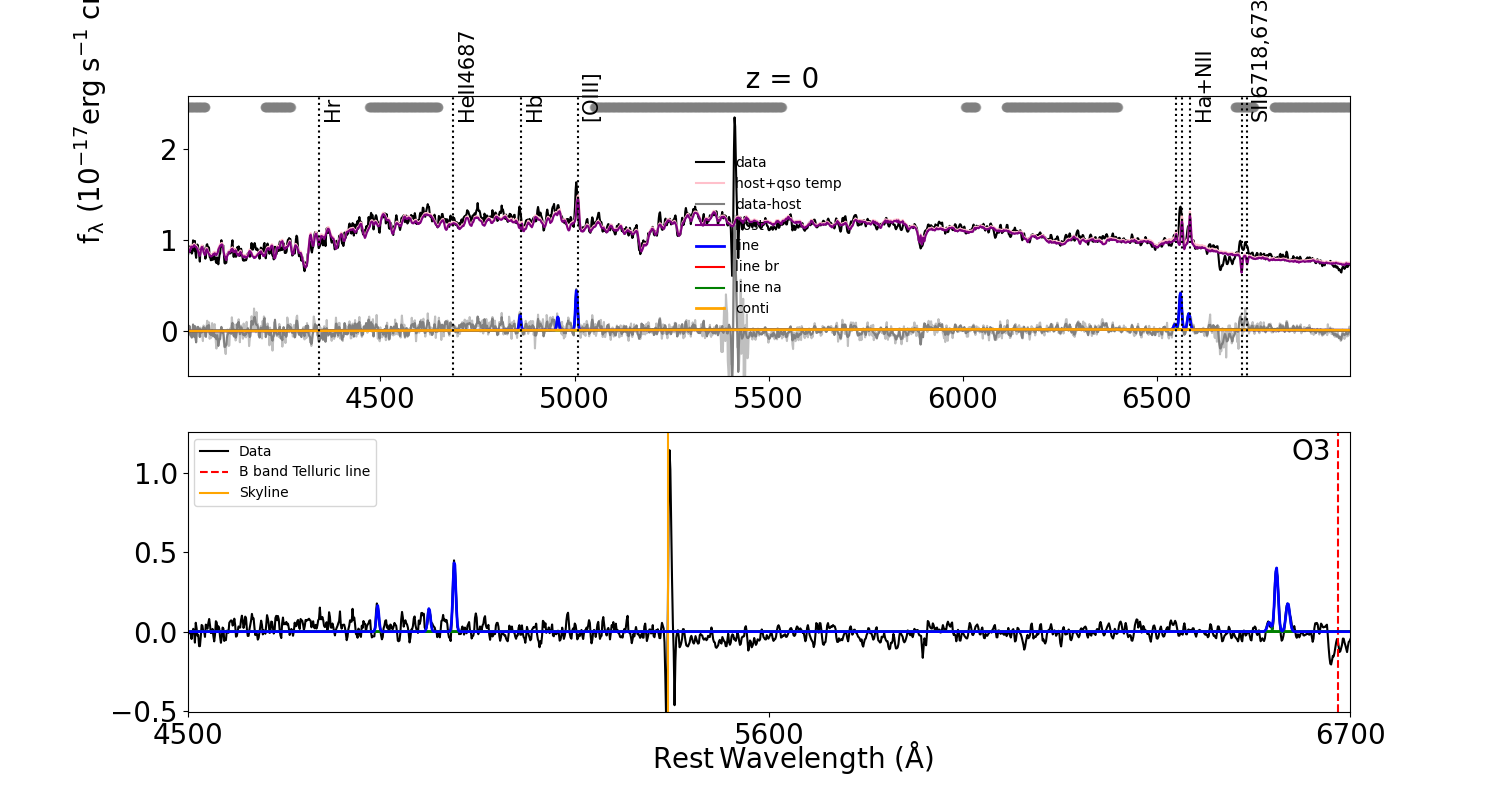 z = 0
f_λ (10⁻¹⁷erg s⁻¹ c
Hr
HeII4687
Hb
[OIII]
Ha+NII
SII6718,673
2
1
0
data
host+qso temp
data-host
line
line br
line na
conti
4500
5000
5500
6000
6500
Data
B band Telluric line
Skyline
O3
1.0
0.5
0.0
−0.5
4500
5600
6700
Rest Wavelength (Å)